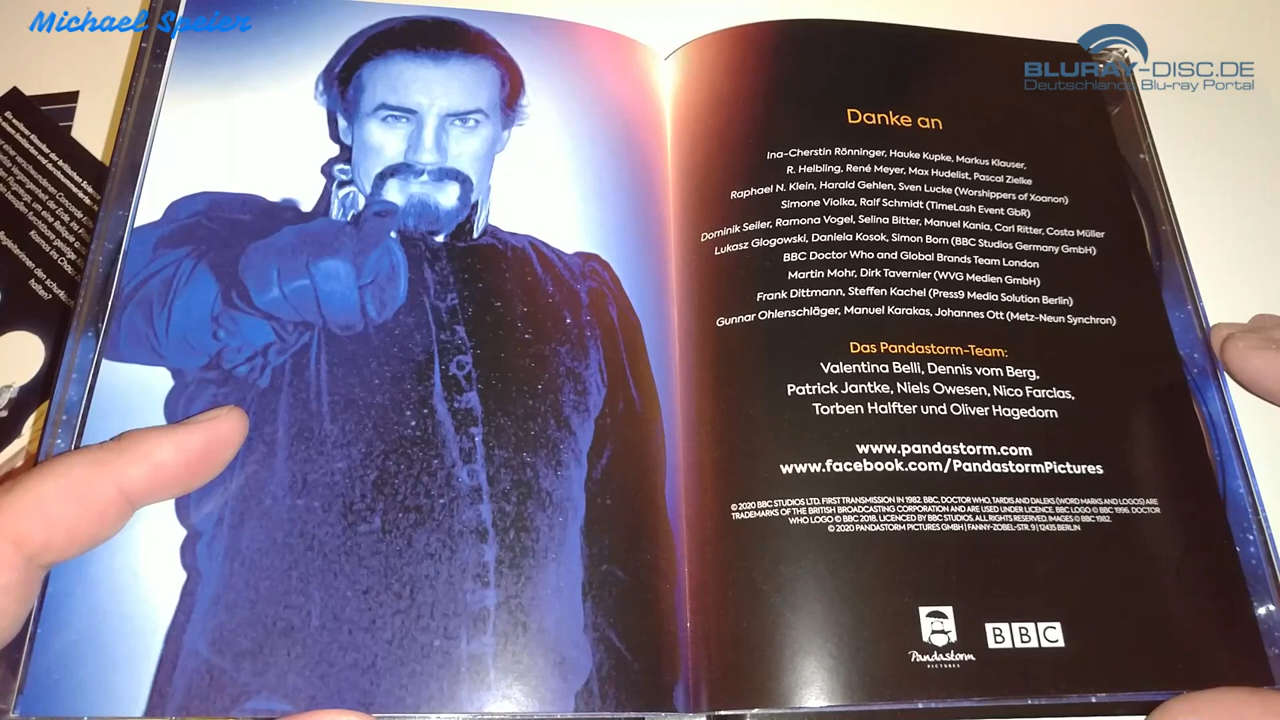 Michael Speier
BLURAY-DISC.DE
Deutschlands Blu-ray Portal
Danke an
Ina-Cherstin Rönninger, Hauke Kupke, Markus Klauser,
R. Helbling, René Meyer, Max Hudelist, Pascal Zielke
Raphael N. Klein, Harald Gehlen, Sven Lucke (Worshippers of Xoanon)
Simone Violka, Ralf Schmidt (TimeLash Event GbR)
Dominik Seiler, Ramona Vogel, Selina Bitter, Manuel Kania, Carl Ritter, Costa Müller
Lukasz Glogowski, Daniela Kosok, Simon Born (BBC Studios Germany GmbH)
BBC Doctor Who and Global Brands Team London
Martin Mohr, Dirk Tavernier (WVG Medien GmbH)
Frank Dittmann, Steffen Kachel (Press9 Media Solution Berlin)
Gunnar Ohlenschläger, Manuel Karakas, Johannes Ott (Metz-Neun Synchron)
Das Pandastorm-Team:
Valentina Belli, Dennis vom Berg,
Patrick Jantke, Niels Owesen, Nico Farclas,
Torben Halfter und Oliver Hagedorn
www.pandastorm.com
www.facebook.com/PandastormPictures
© 2020 BBC STUDIOS LTD. FIRST TRANSMISSION IN 1982. BBC, DOCTOR WHO, TARDIS AND DALEKS (WORD MARKS AND LOGOS) ARE
TRADEMARKS OF THE BRITISH BROADCASTING CORPORATION AND ARE USED UNDER LICENCE. BBC LOGO © BBC 1996. DOCTOR
WHO LOGO © BBC 2018. LICENCED BY BBC STUDIOS. ALL RIGHTS RESERVED. IMAGES © BBC 1982.
© 2020 PANDASTORM PICTURES GMBH | FANNY-ZOBEL-STR. 9 | 12435 BERLIN
Pandastorm
PICTURES
BBC